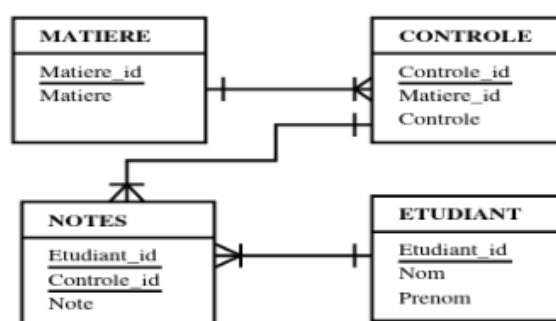 MATIERE
Matiere_id
Matiere
CONTROLE
Controle_id
Matiere_id
Controle
NOTES
Etudiant_id
Controle_id
Note
ETUDIANT
Etudiant_id
Nom
Prenom